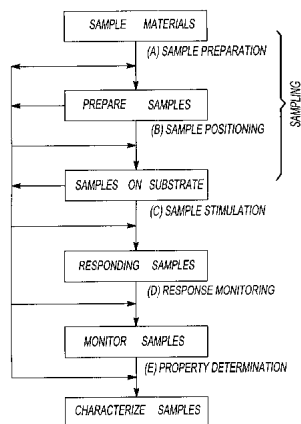 SAMPLE MATERIALS
(A) SAMPLE PREPARATION
PREPARE SAMPLES
(B) SAMPLE POSITIONING
SAMPLES ON SUBSTRATE
(C) SAMPLE STIMULATION
RESPONDING SAMPLES
(D) RESPONSE MONITORING
MONITOR SAMPLES
(E) PROPERTY DETERMINATION
CHARACTERIZE SAMPLES
SAMPLING